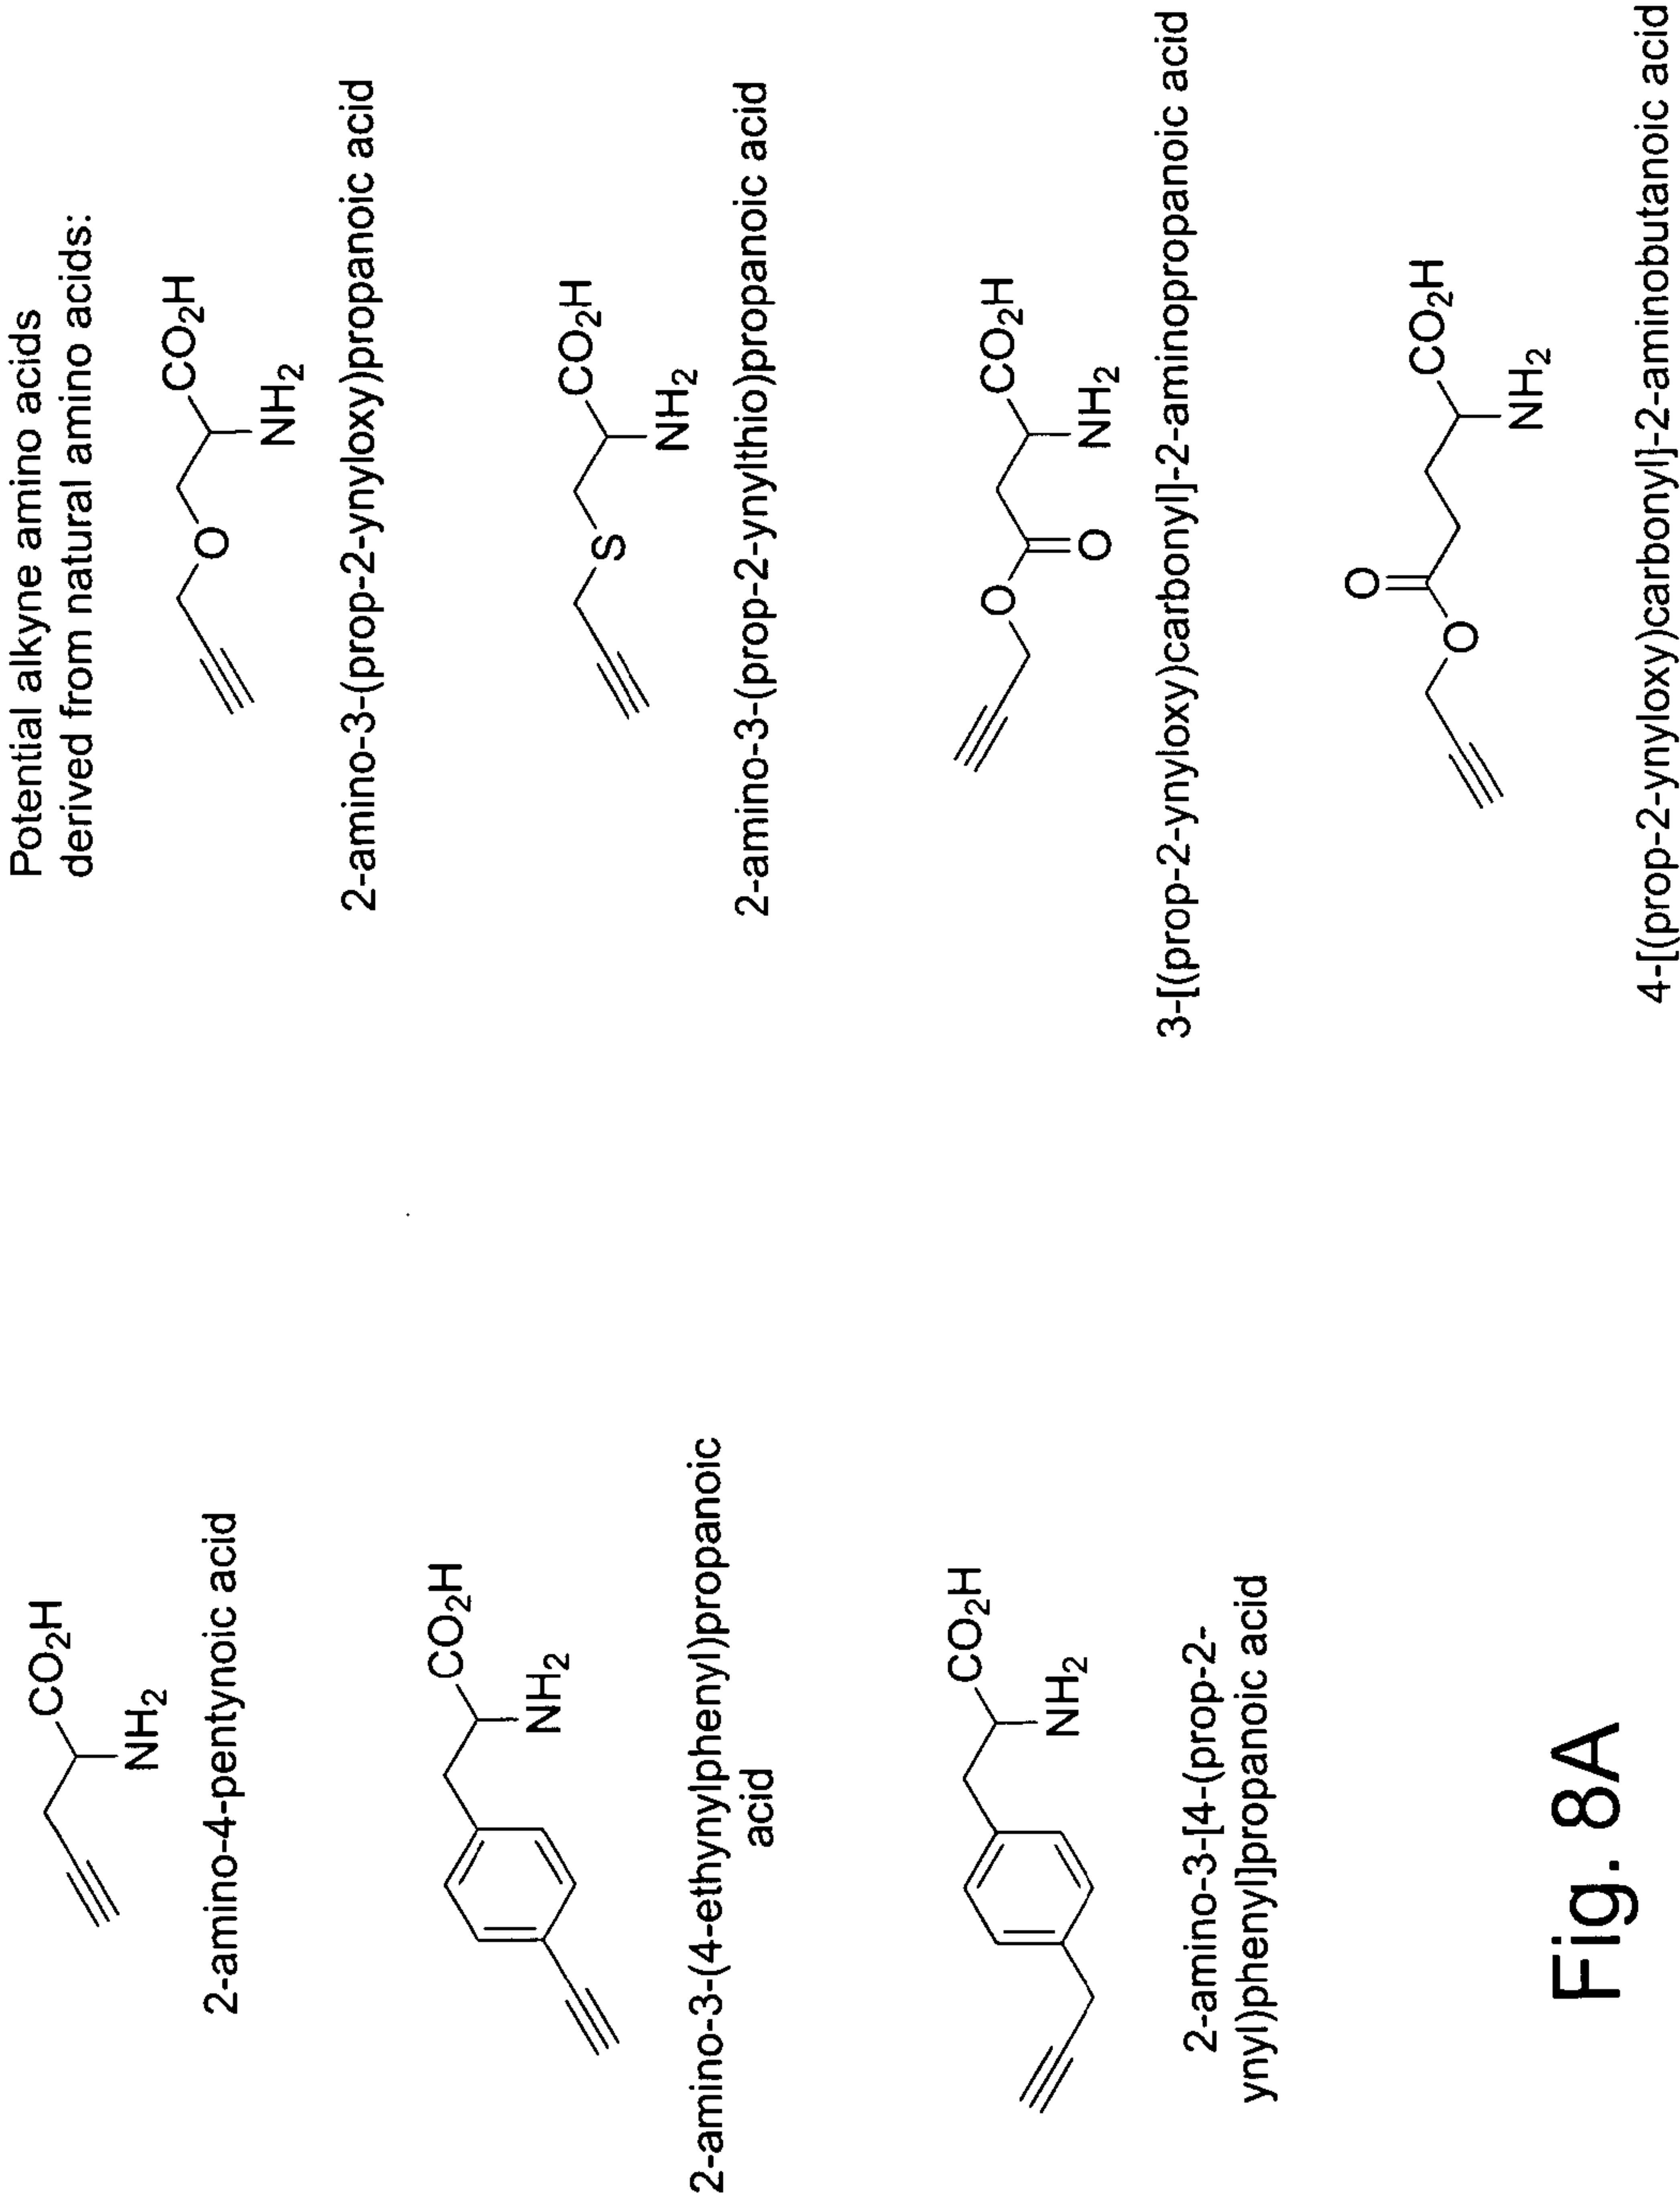 CO2H
NH2
2-amino-4-pentynoic acid
CO2H
NH2
2-amino-3-(4-ethynylphenyl)propanoic
acid
CO2H
NH2
2-amino-3-[4-(prop-2-
ynyl)phenyl]propanoic acid
Potential alkyne amino acids
derived from natural amino acids:
O
CO2H
NH2
2-amino-3-(prop-2-ynyloxy)propanoic acid
S
CO2H
NH2
2-amino-3-(prop-2-ynylthio)propanoic acid
O
O
CO2H
NH2
3-[(prop-2-ynyloxy)carbonyl]-2-aminopropanoic acid
O
O
CO2H
NH2
4-[(prop-2-ynyloxy)carbonyl]-2-aminobutanoic acid
Fig. 8A